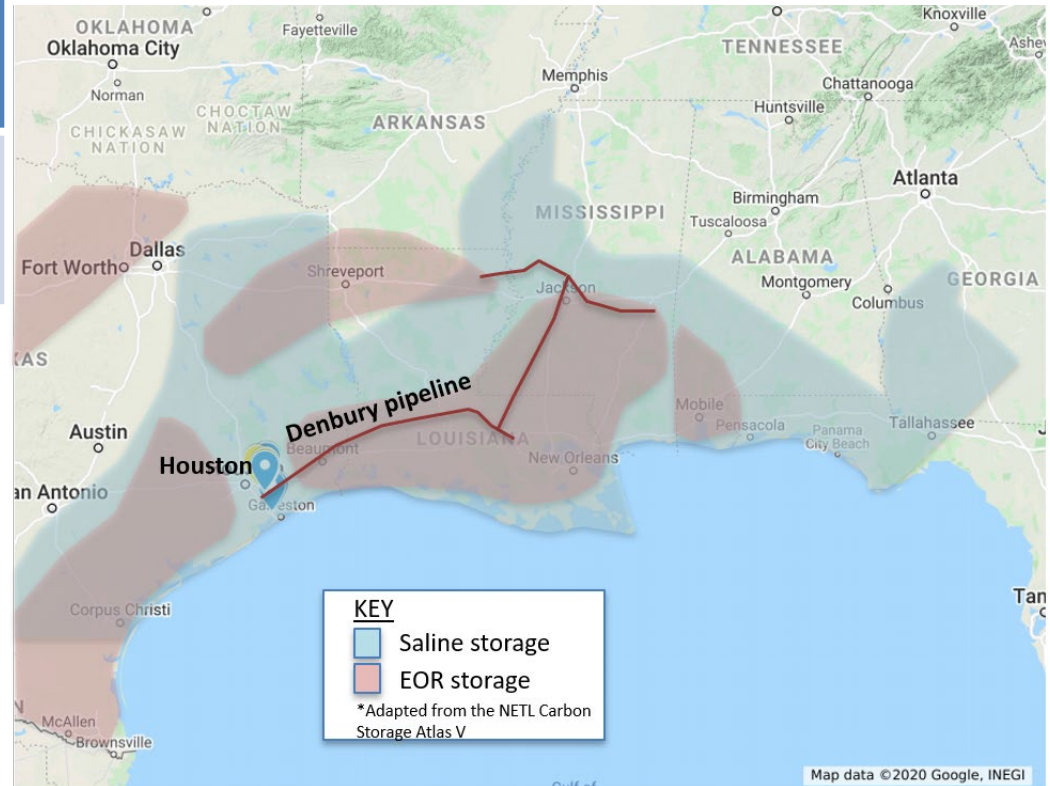 OKLAHOMA
Oklahoma City
Norman
Fayetteville
Knoxville
TENNESSEE
Memphis
Chattanooga
Huntsville
CHOCTAW
NATION
CHICKASAW
NATION
ARKANSAS
Atlanta
Birmingham
Tuscaloosa
MISSISSIPPI
ALABAMA
Dallas
Fort Worth
Shreveport
Jackson
Montgomery
Columbus
GEORGIA
Denbury pipeline
Austin
Houston
Beaumont
LOUISIANA
Mobile
Pensacola
Panama
City Beach
Tallahassee
New Orleans
an Antonio
Corpus Christi
McAllen
Brownsville
KEY
Saline storage
EOR storage
*Adapted from the NETL Carbon
Storage Atlas V
Map data ©2020 Google, INEGI